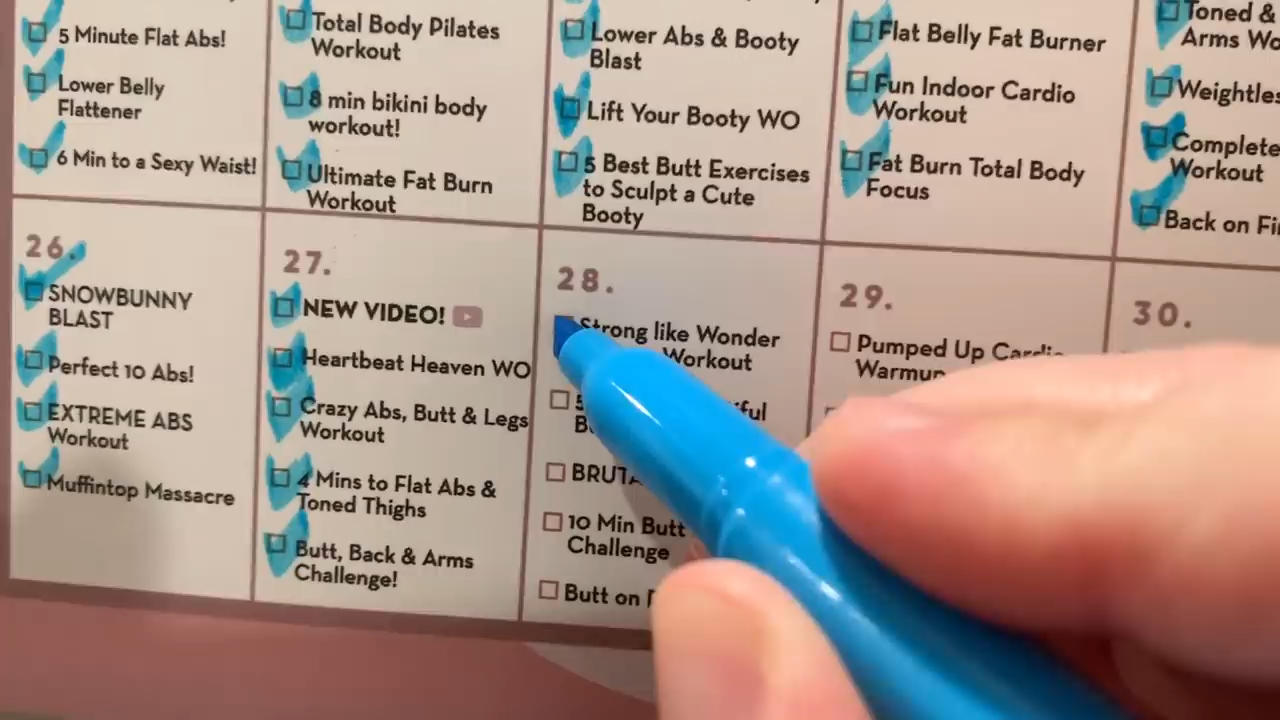 5 Minute Flat Abs!
Lower Belly
Flattener
6 Min to a Sexy Waist!
Total Body Pilates
Workout
8 min bikini body
workout!
Ultimate Fat Burn
Workout
Lower Abs & Booty
Blast
Lift Your Booty WO
5 Best Butt Exercises
to Sculpt a Cute
Booty
Flat Belly Fat Burner
Fun Indoor Cardio
Workout
Fat Burn Total Body
Focus
Toned &
Arms
Complete
Workout
Back on
26.
SNOWBUNNY
BLAST
Perfect 10 Abs!
EXTREME ABS
Workout
Muffintop Massacre
27.
NEW VIDEO!
Heartbeat Heaven WO
Crazy Abs, Butt & Legs
Workout
4 Mins to Flat Abs &
Toned Thighs
Butt, Back & Arms
Challenge!
28.
Strong like Wonder
Workout
10 Min Butt
Challenge
Butt on
29.
Pumped Up Cardio
Warmup
30.